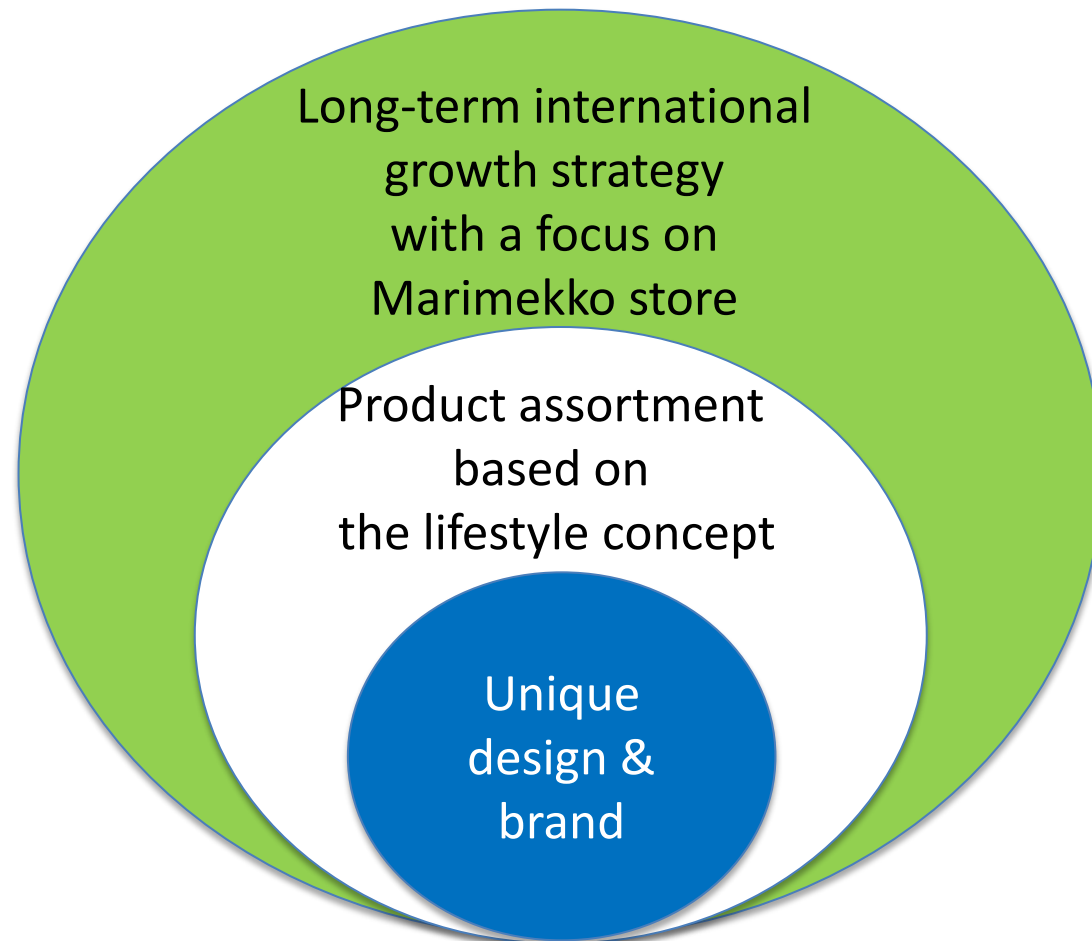 Long-term international
growth strategy
with a focus on
Marimekko store
Product assortment
based on
the lifestyle concept
Unique
design &
brand